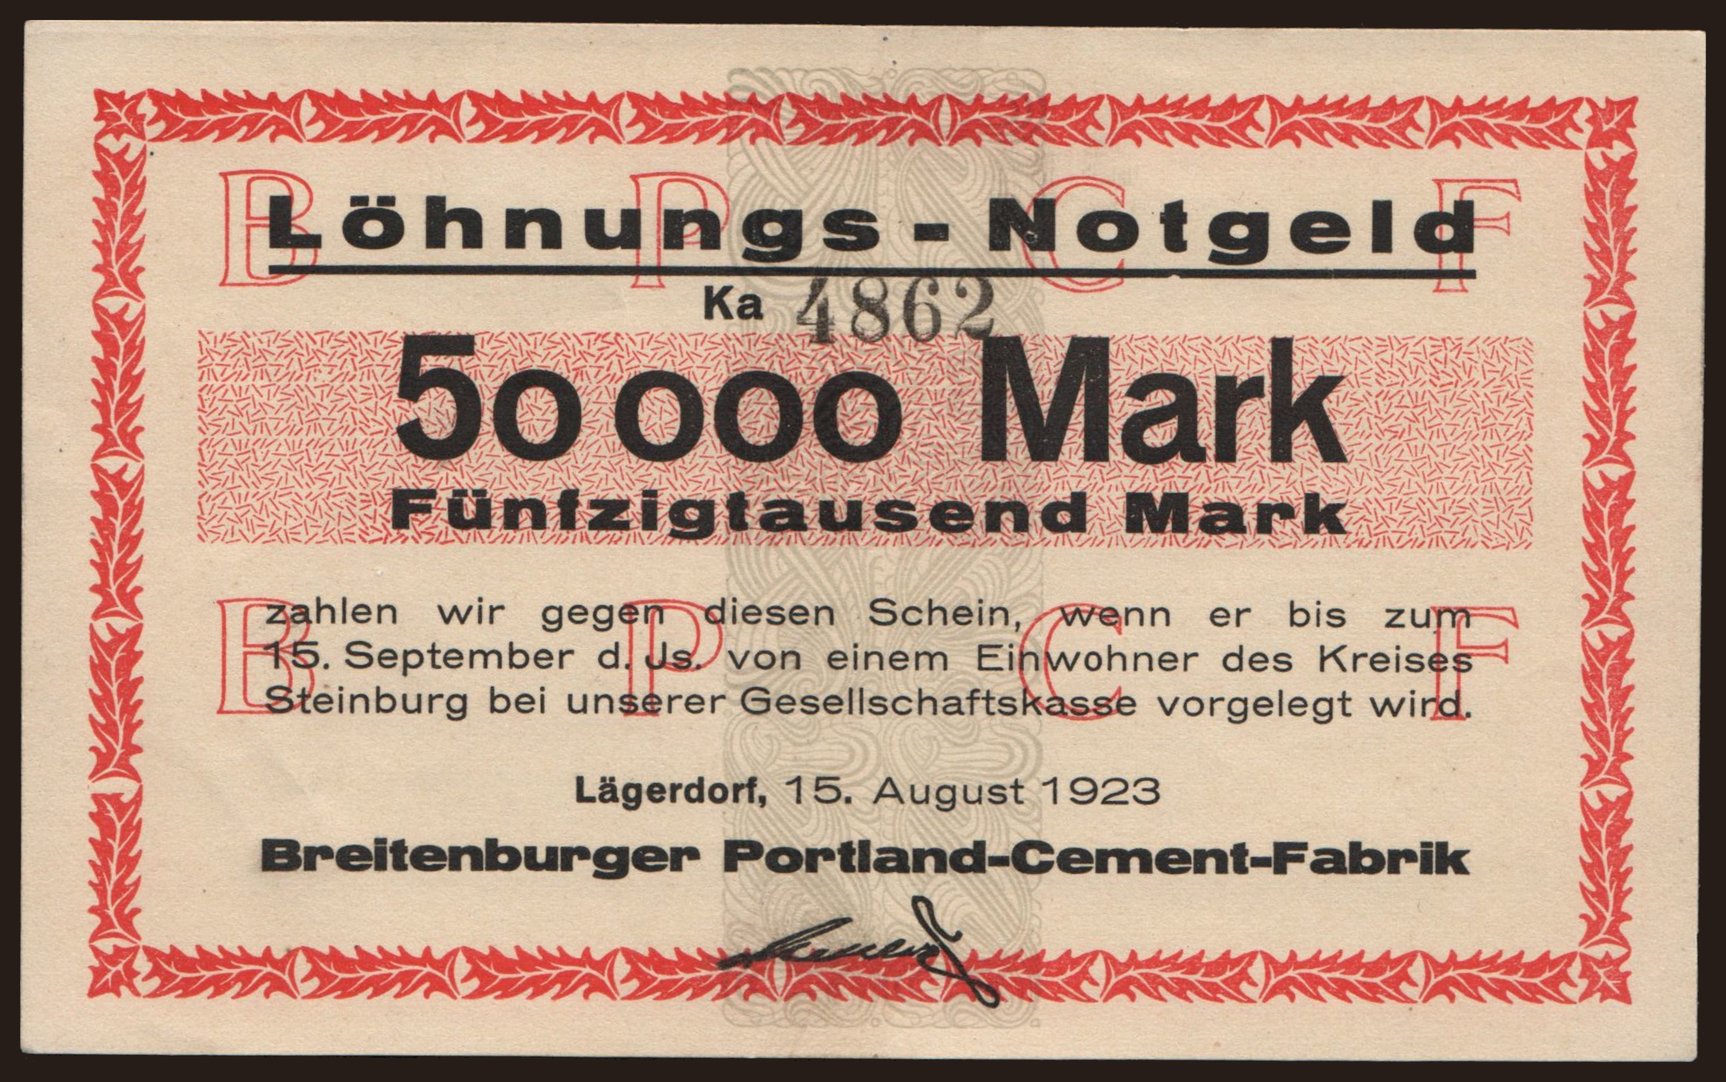 B P C F
Löhnungs-Notgeld
Ka 4862
50000 Mark
Fünfzigtausend Mark
B P C F
zahlen wir gegen diesen Schein, wenn er bis zum
15. September d. Js. von einem Einwohner des Kreises
Steinburg bei unserer Gesellschaftskasse vorgelegt wird.
Lägerdorf, 15. August 1923
Breitenburger Portland-Cement-Fabrik